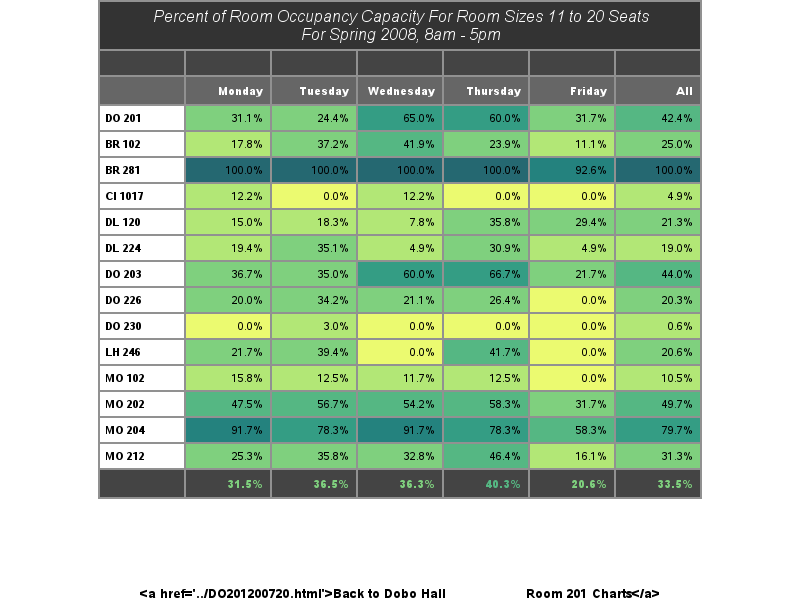 Percent of Room Occupancy Capacity For Room Sizes 11 to 20 Seats
For Spring 2008, 8am - 5pm
Monday Tuesday Wednesday Thursday Friday All
DO 201 31.1% 24.4% 65.0% 60.0% 31.7% 42.4%
BR 102 17.8% 37.2% 41.9% 23.9% 11.1% 25.0%
BR 281 100.0% 100.0% 100.0% 100.0% 92.6% 100.0%
CI 1017 12.2% 0.0% 12.2% 0.0% 0.0% 4.9%
DL 120 15.0% 18.3% 7.8% 35.8% 29.4% 21.3%
DL 224 19.4% 35.1% 4.9% 30.9% 4.9% 19.0%
DO 203 36.7% 35.0% 60.0% 66.7% 21.7% 44.0%
DO 226 20.0% 34.2% 21.1% 26.4% 0.0% 20.3%
DO 230 0.0% 3.0% 0.0% 0.0% 0.0% 0.6%
LH 246 21.7% 39.4% 0.0% 41.7% 0.0% 20.6%
MO 102 15.8% 12.5% 11.7% 12.5% 0.0% 10.5%
MO 202 47.5% 56.7% 54.2% 58.3% 31.7% 49.7%
MO 204 91.7% 78.3% 91.7% 78.3% 58.3% 79.7%
MO 212 25.3% 35.8% 32.8% 46.4% 16.1% 31.3%
31.5% 36.5% 36.3% 40.3% 20.6% 33.5%
<a href='../DO201200720.html'>Back to Dobo Hall Room 201 Charts</a>